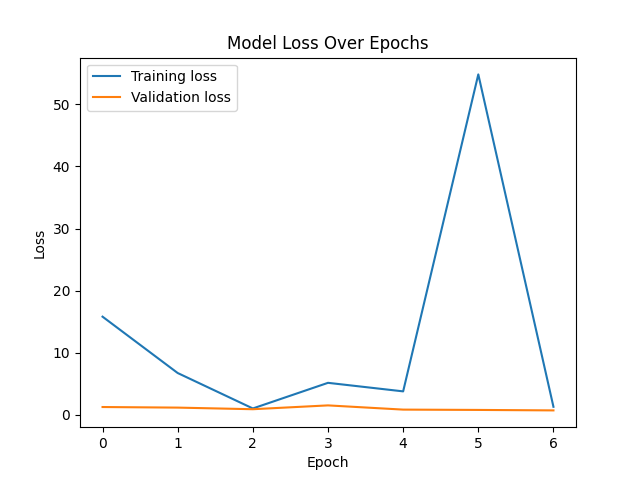 Model Loss Over Epochs
Training loss
Validation loss
50
40
30
20
10
0
Loss
0 1 2 3 4 5 6
Epoch